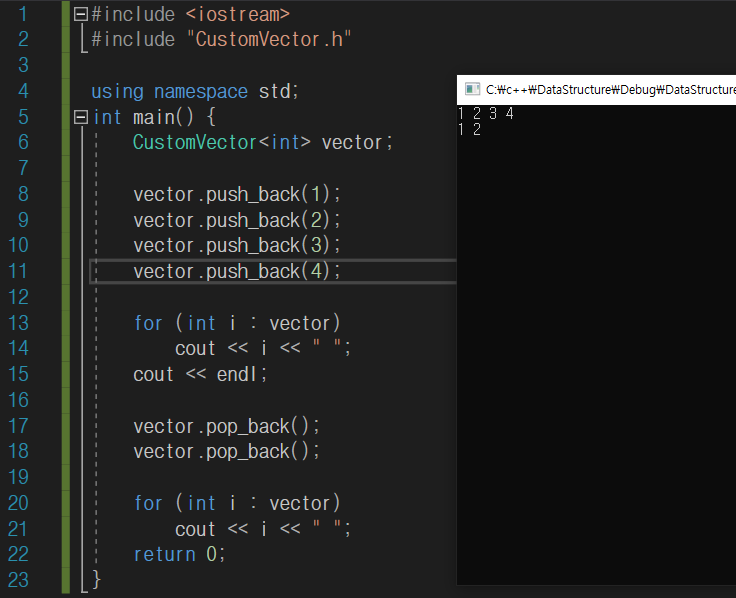 1 #include <iostream>
2 #include "CustomVector.h"
3
4 using namespace std;
5 int main() {
6 CustomVector<int> vector;
7
8 vector.push_back(1);
9 vector.push_back(2);
10 vector.push_back(3);
11 vector.push_back(4);
12
13 for (int i : vector)
14 cout << i << " ";
15 cout << endl;
16
17 vector.pop_back();
18 vector.pop_back();
19
20 for (int i : vector)
21 cout << i << " ";
22 return 0;
23 }
C:₩c++₩DataStructure₩Debug₩DataStructure
1 2 3 4
1 2